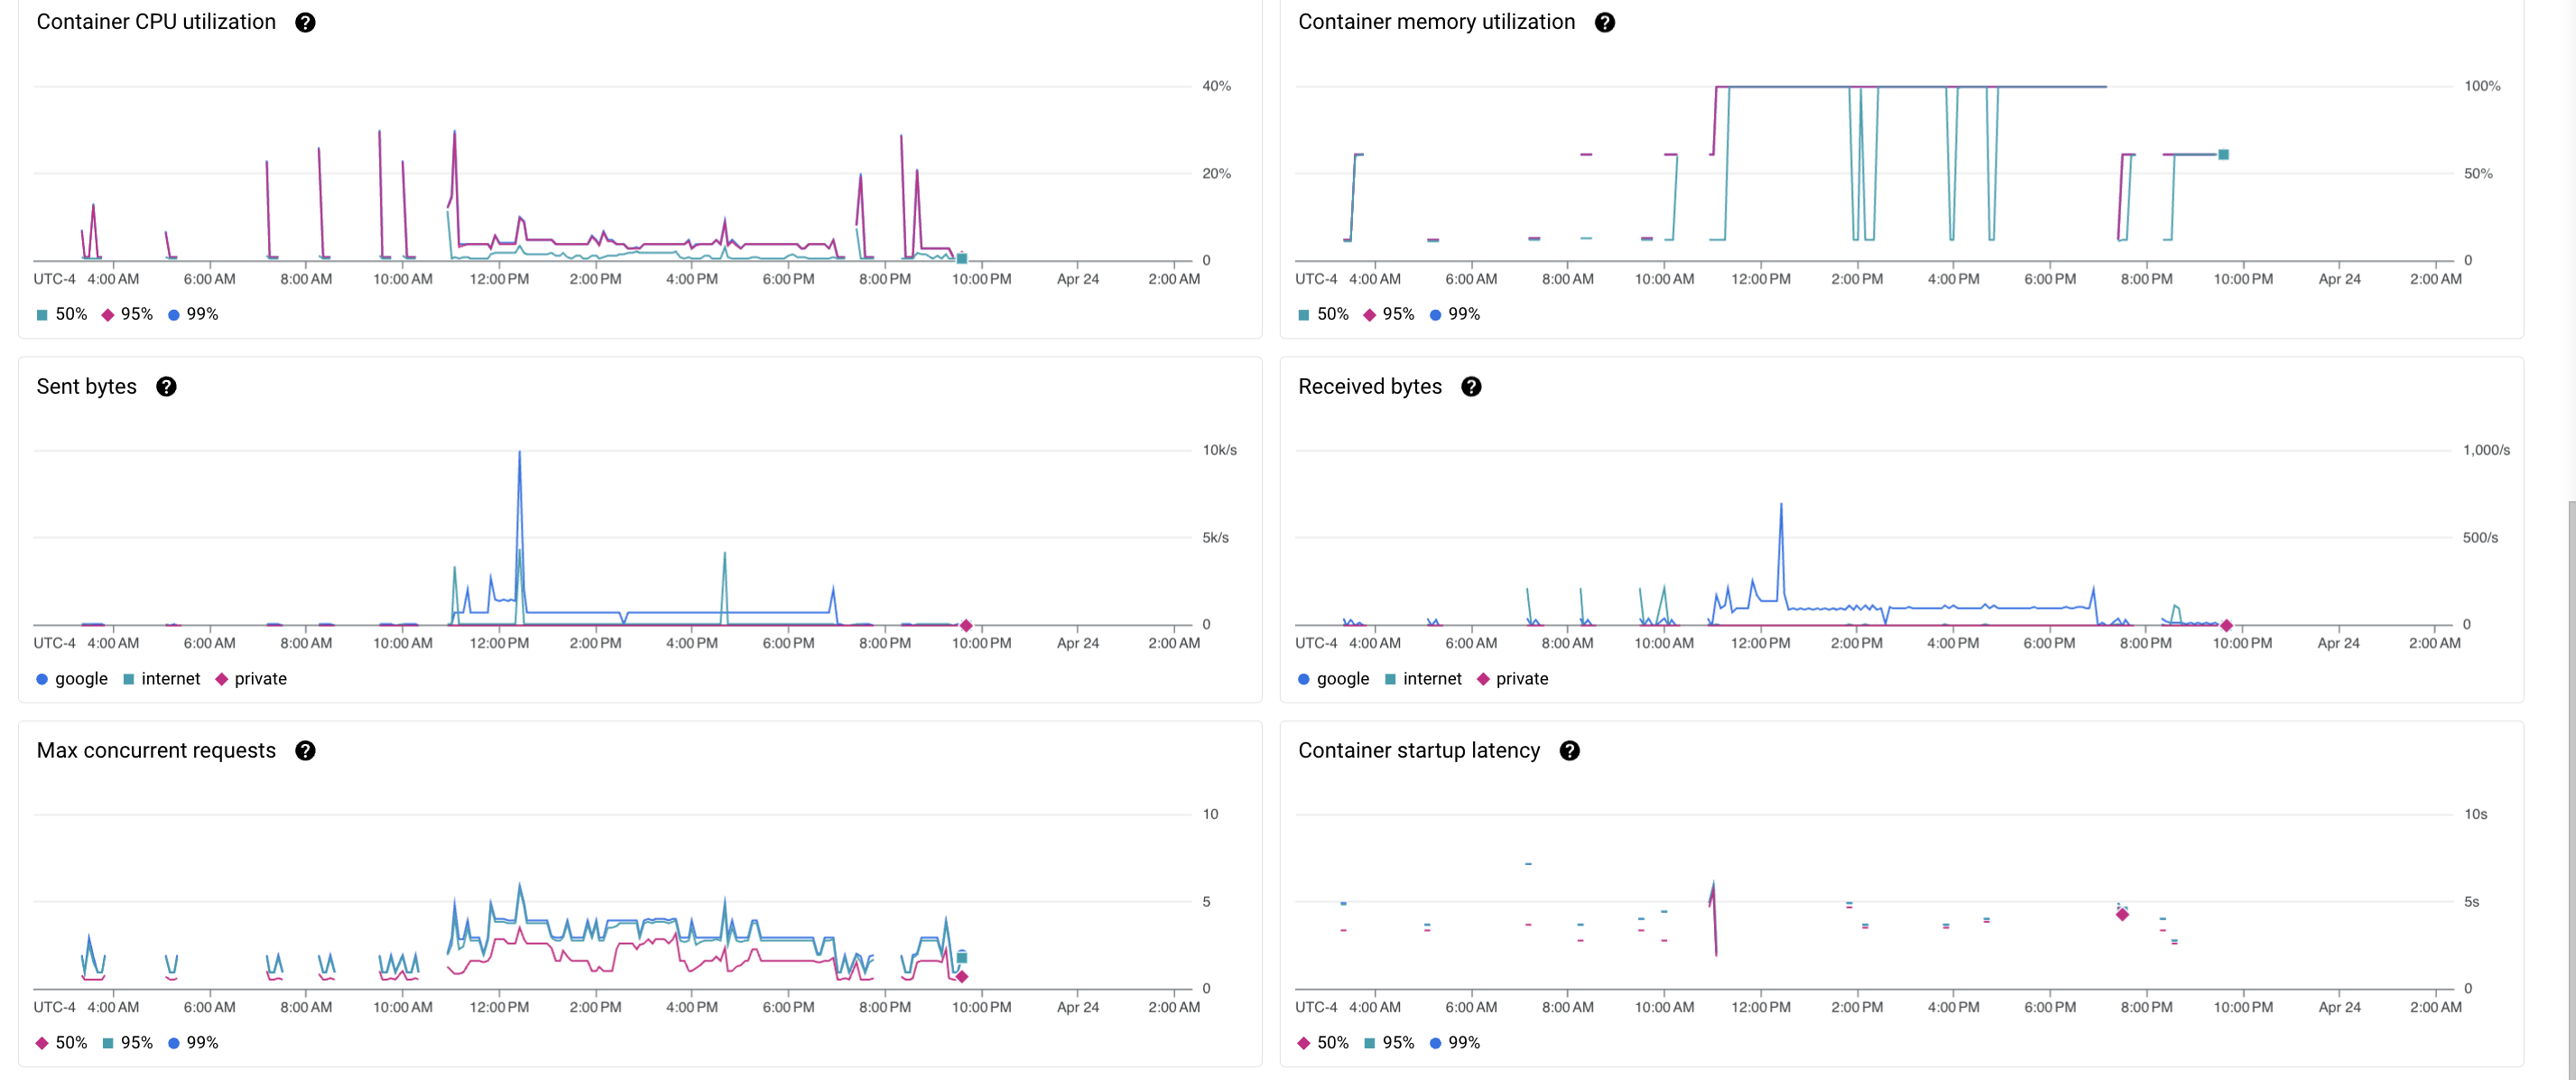 Container CPU utilization ?
40%
20%
0
UTC-4 4:00 AM 6:00 AM 8:00 AM 10:00 AM 12:00 PM 2:00 PM 4:00 PM 6:00 PM 8:00 PM 10:00 PM Apr 24 2:00 AM
50% 95% 99%
Container memory utilization ?
100%
50%
0
UTC-4 4:00 AM 6:00 AM 8:00 AM 10:00 AM 12:00 PM 2:00 PM 4:00 PM 6:00 PM 8:00 PM 10:00 PM Apr 24 2:00 AM
50% 95% 99%
Sent bytes ?
10k/s
5k/s
0
UTC-4 4:00 AM 6:00 AM 8:00 AM 10:00 AM 12:00 PM 2:00 PM 4:00 PM 6:00 PM 8:00 PM 10:00 PM Apr 24 2:00 AM
google internet private
Received bytes ?
1,000/s
500/s
0
UTC-4 4:00 AM 6:00 AM 8:00 AM 10:00 AM 12:00 PM 2:00 PM 4:00 PM 6:00 PM 8:00 PM 10:00 PM Apr 24 2:00 AM
google internet private
Max concurrent requests ?
10
5
0
UTC-4 4:00 AM 6:00 AM 8:00 AM 10:00 AM 12:00 PM 2:00 PM 4:00 PM 6:00 PM 8:00 PM 10:00 PM Apr 24 2:00 AM
50% 95% 99%
Container startup latency ?
10s
5s
0
UTC-4 4:00 AM 6:00 AM 8:00 AM 10:00 AM 12:00 PM 2:00 PM 4:00 PM 6:00 PM 8:00 PM 10:00 PM Apr 24 2:00 AM
50% 95% 99%